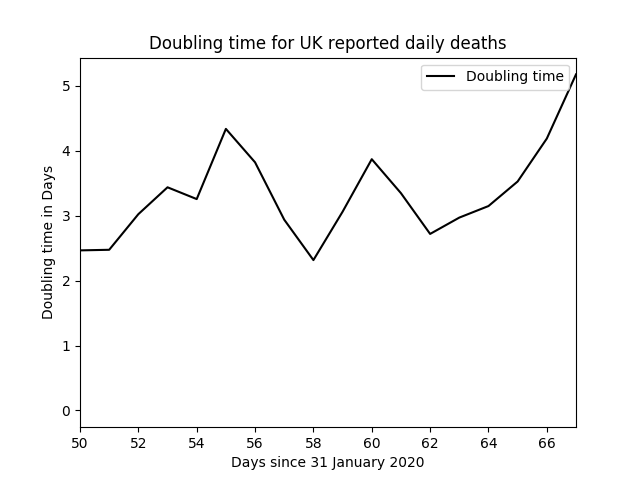 Doubling time for UK reported daily deaths
Doubling time
5
4
3
2
1
0
Doubling time in Days
50 52 54 56 58 60 62 64 66
Days since 31 January 2020